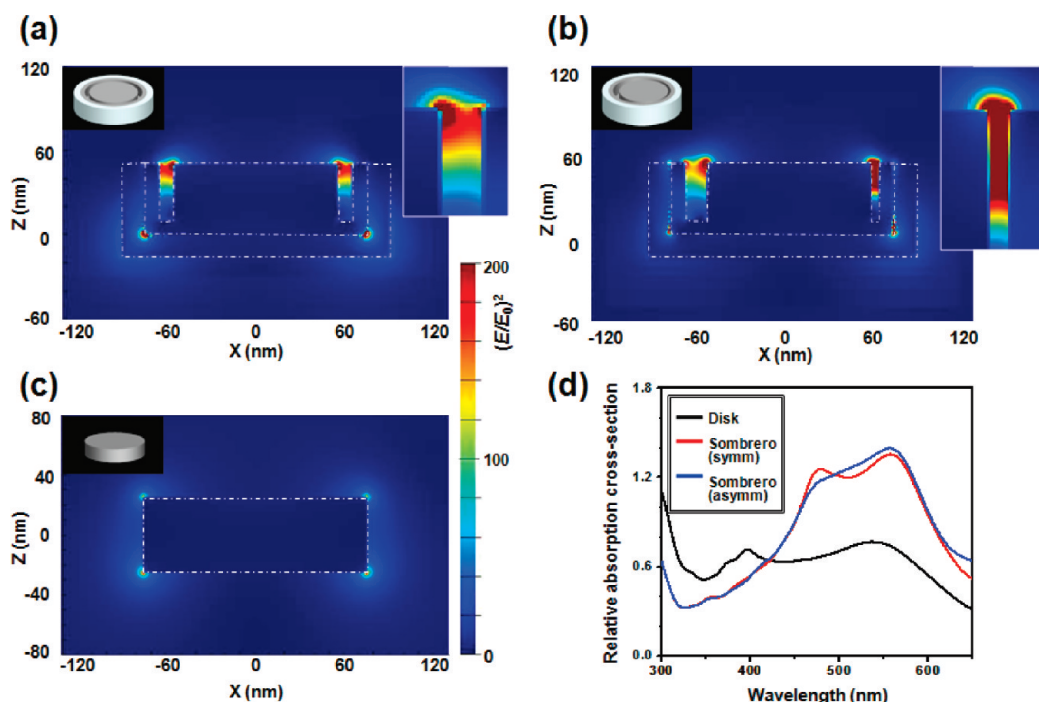 (a)
120
60
0
-60
Z (nm)
-120
-60
0
60
120
X (nm)
200
100
0
(E/E₀)²
(b)
120
60
0
-60
Z (nm)
-120
-60
0
60
120
X (nm)
(c)
80
40
0
-40
-80
Z (nm)
-120
-60
0
60
120
X (nm)
(d)
1.8
1.2
0.6
0.0
Relative absorption cross-section
Disk
Sombrero
(symm)
Sombrero
(asymm)
300
400
500
600
Wavelength (nm)